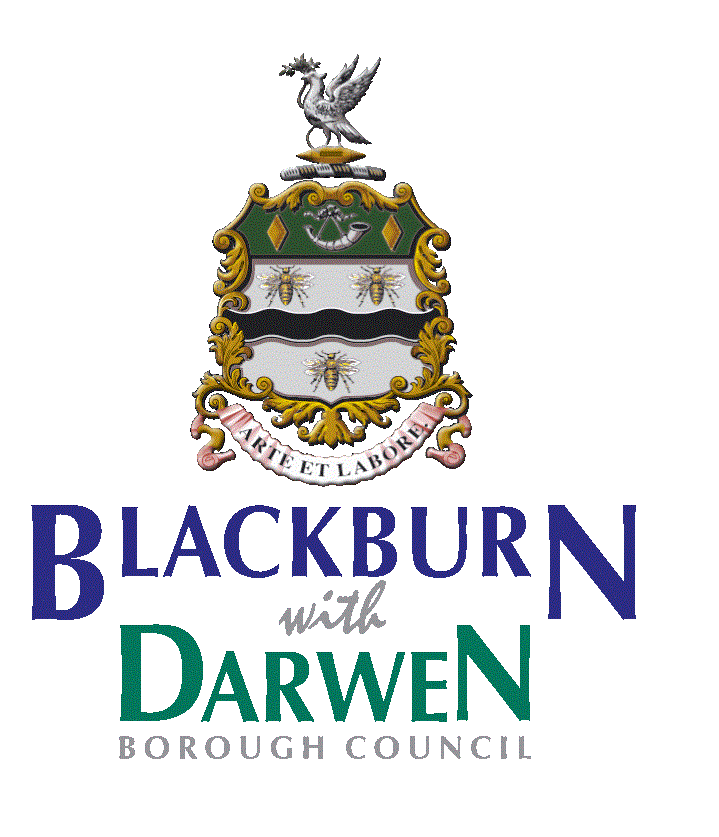 ARTE ET LABORE.
BLACKBURN
with
DARWEN
BOROUGH COUNCIL